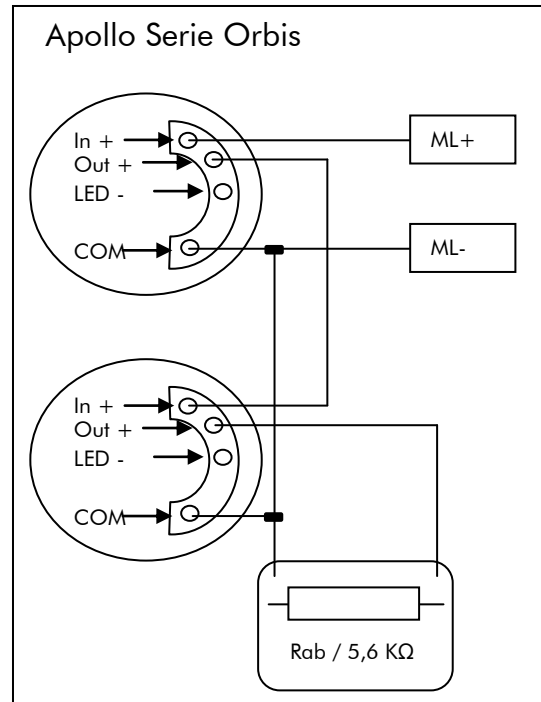 Apollo Serie Orbis
In +
Out +
LED -
COM
ML+
ML-
In +
Out +
LED -
COM
Rab / 5,6 KΩ